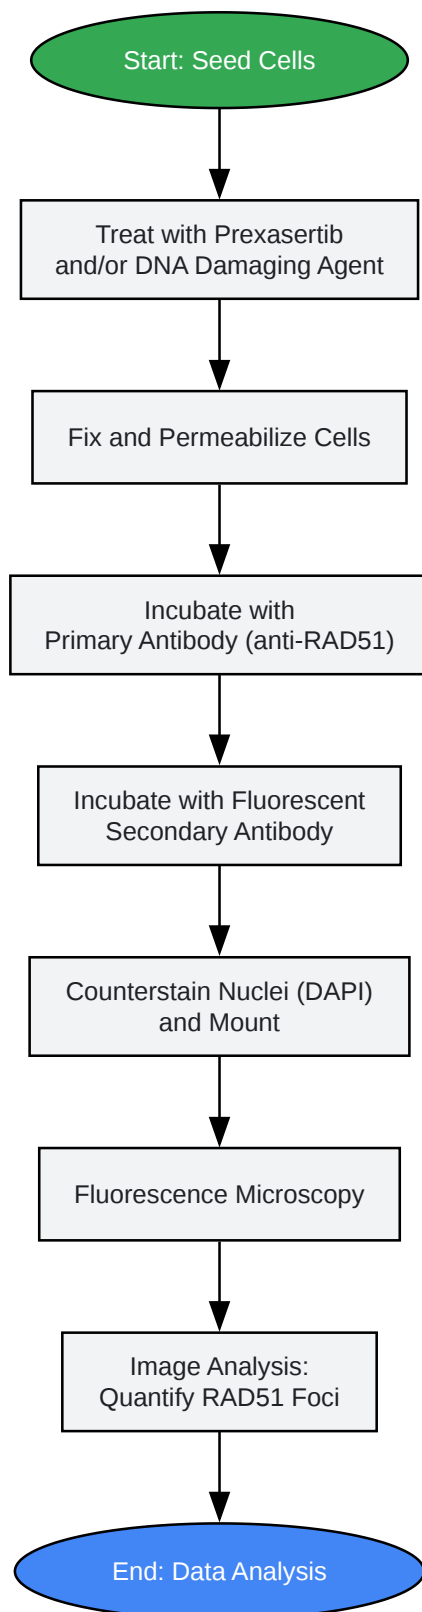 Start: Seed Cells
Treat with Prexasertib
and/or DNA Damaging Agent
Fix and Permeabilize Cells
Incubate with
Primary Antibody (anti-RAD51)
Incubate with Fluorescent
Secondary Antibody
Counterstain Nuclei (DAPI)
and Mount
Fluorescence Microscopy
Image Analysis:
Quantify RAD51 Foci
End: Data Analysis